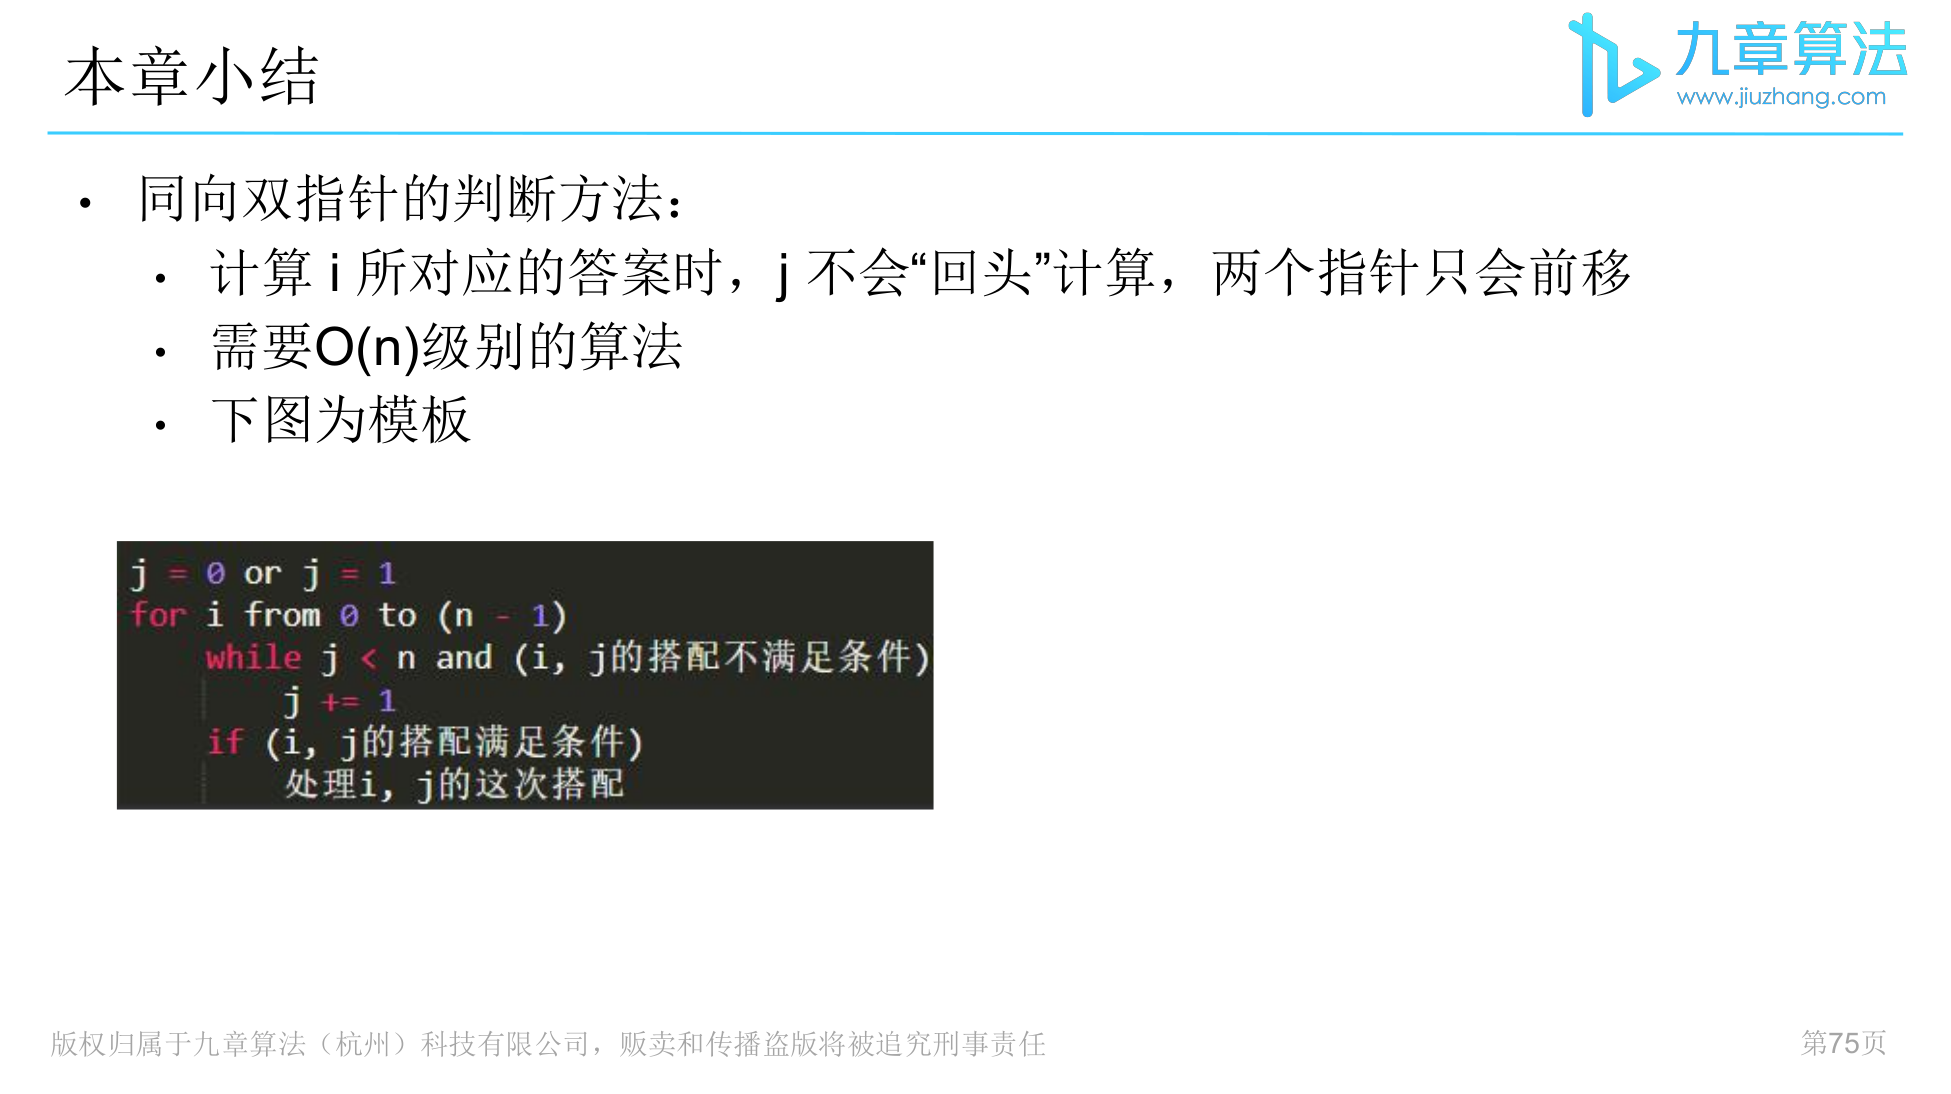 本章小结
九章算法
www.jiuzhang.com
• 同向双指针的判断方法：
• 计算 i 所对应的答案时，j 不会“回头”计算，两个指针只会前移
• 需要O(n)级别的算法
• 下图为模板
j = 0 or j = 1
for i from 0 to (n - 1)
    while j < n and (i, j的搭配不满足条件)
        j += 1
    if (i, j的搭配满足条件)
        处理i, j的这次搭配
版权归属于九章算法（杭州）科技有限公司，贩卖和传播盗版将被追究刑事责任
第75页